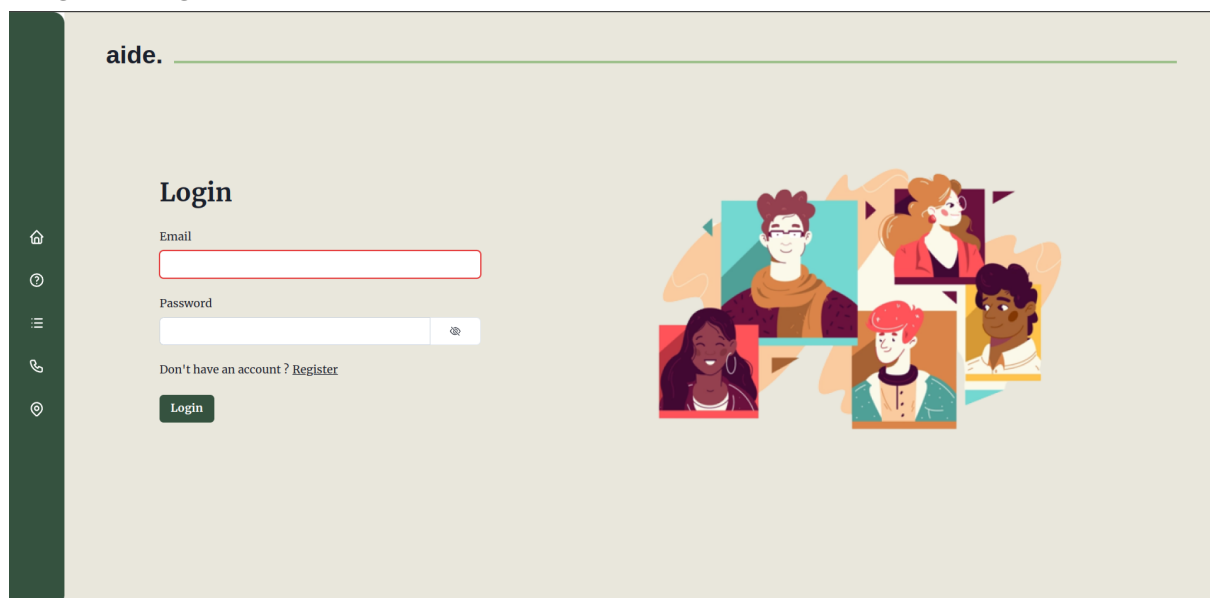 aide.
Login
Email
Password
Don't have an account ? Register
Login